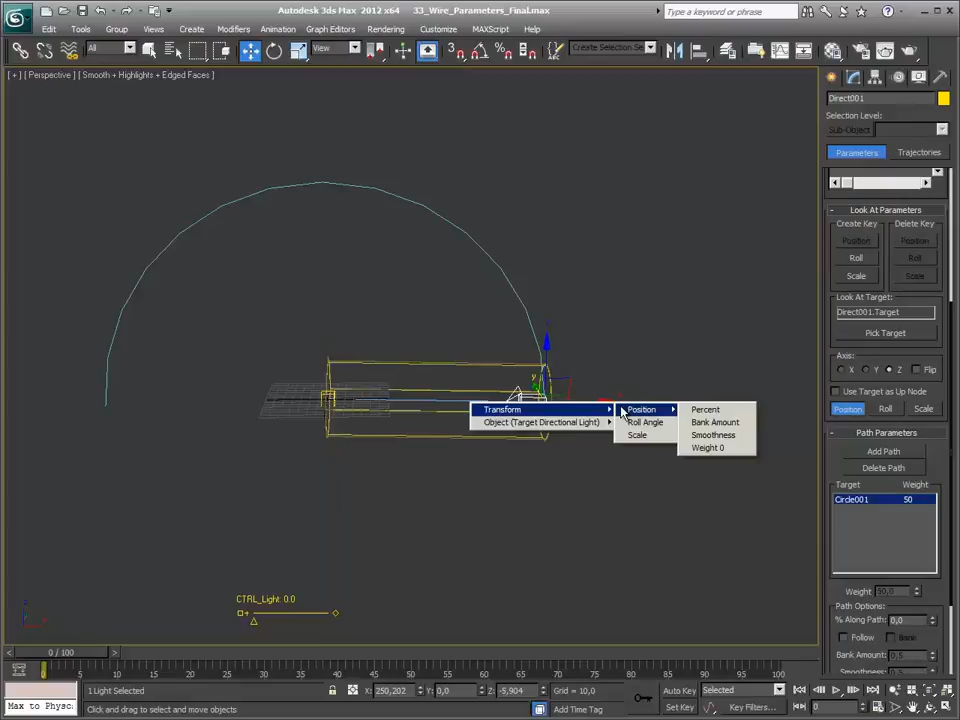 Autodesk 3ds Max 2012 x64 33_Wire_Parameters_Final.max
Type a keyword or phrase
Edit Tools Group Views Create Modifiers Animation Graph Editors Rendering Customize MAXScript Help
All
View
Create Selection Se
[ + ] [ Perspective ] [ Smooth + Highlights + Edged Faces ]
Direct001
Selection Level:
Sub-Object
Parameters Trajectories
Look At Parameters
Create Key Delete Key
Position Position
Roll Roll
Scale Scale
Look At Target:
Direct001.Target
Pick Target
Axis:
X Y Z Flip
Use Target as Up Node
Position Roll Scale
Path Parameters
Add Path
Delete Path
Target Weight
Circle001 50
Weight 50,0
Path Options:
% Along Path: 0,0
Follow Bank
Bank Amount: 0,5
Smoothness: 0,5
Transform
Object (Target Directional Light)
Position
Roll Angle
Scale
Percent
Bank Amount
Smoothness
Weight 0
y
CTRL_Light: 0.0
0 / 100
0 5 10 15 20 25 30 35 40 45 50 55 60 65 70 75 80 85 90 95 100
1 Light Selected
X: 250,202 Y: 0,0 Z: -5,904 Grid = 10,0
Auto Key Selected
Max to Physc
Click and drag to select and move objects
Add Time Tag
Set Key Key Filters... 0